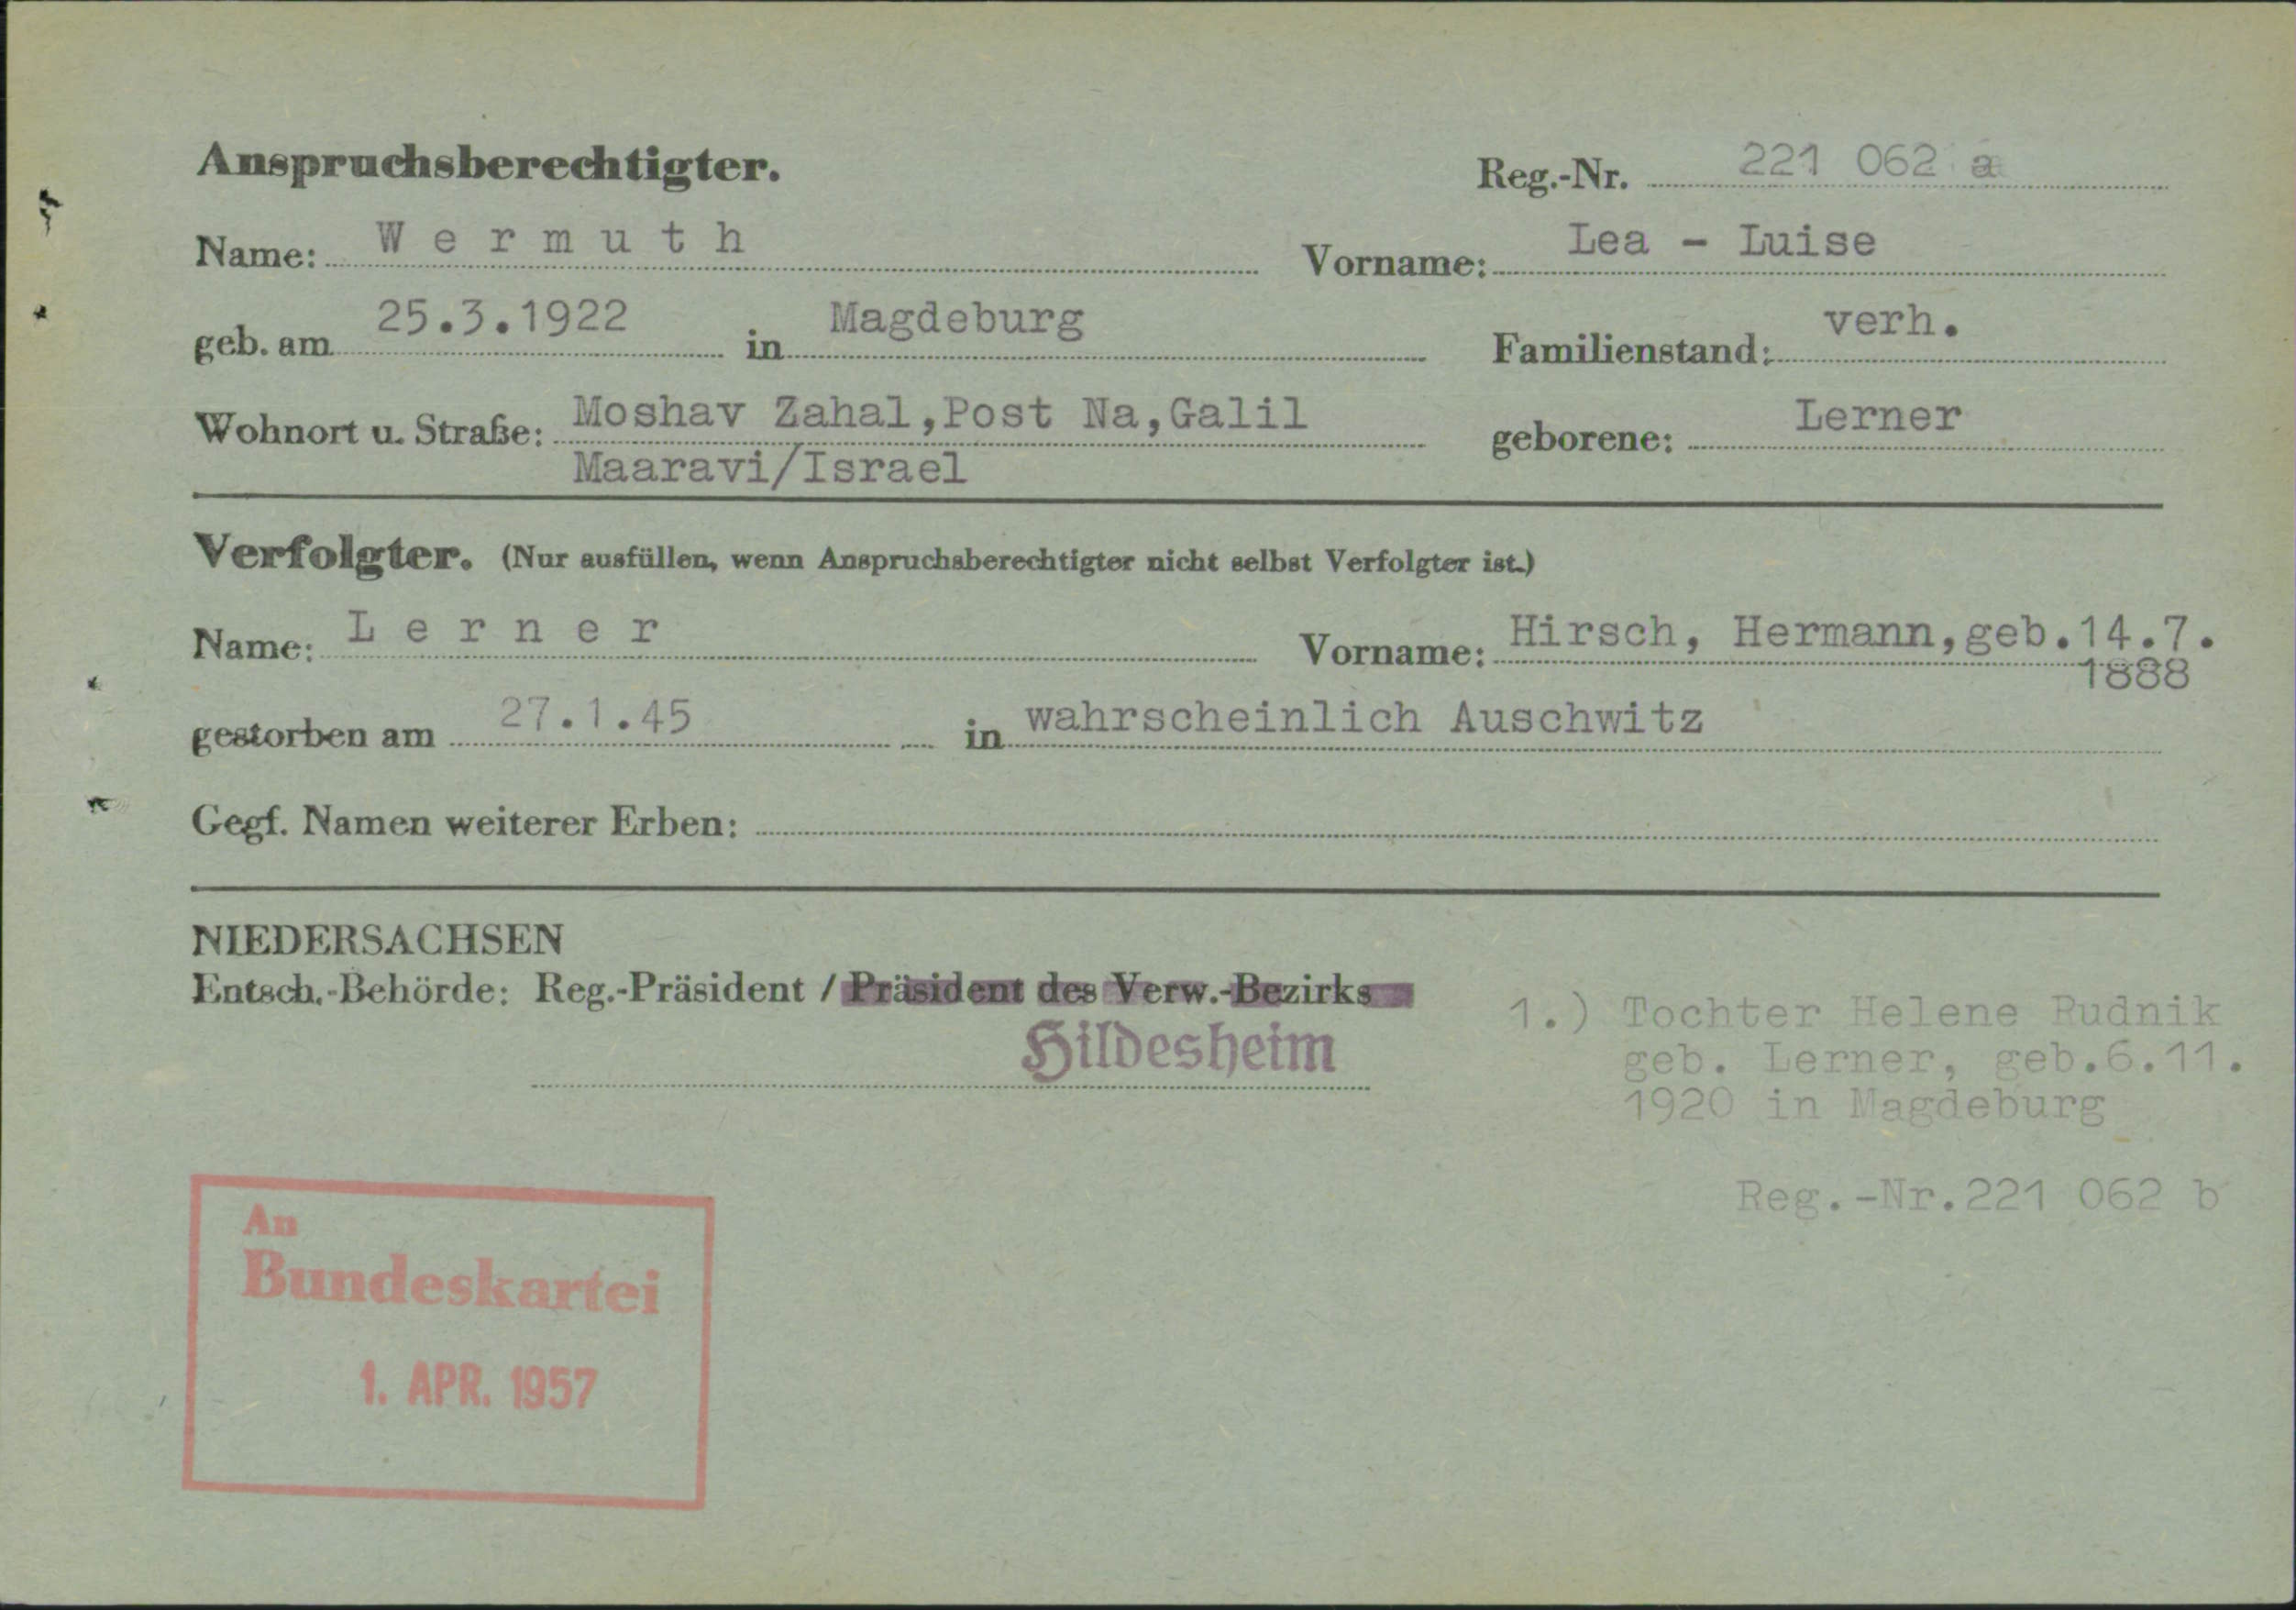 Anspruchsberechtigter.
Reg.-Nr. 221 062 a
Name: Wermuth Vorname: Lea - Luise
geb. am 25.3.1922 in Magdeburg Familienstand: verh.
Wohnort u. Straße: Moshav Zahal,Post Na,Galil geborene: Lerner
Maaravi/Israel
Verfolgter. (Nur ausfüllen, wenn Anspruchsberechtigter nicht selbst Verfolgter ist.)
Name: Lerner Vorname: Hirsch, Hermann,geb.14.7.
1888
gestorben am 27.1.45 in wahrscheinlich Auschwitz
Gegf. Namen weiterer Erben:
NIEDERSACHSEN
Entsch.-Behörde: Reg.-Präsident / Präsident des Verw.-Bezirks
Hildesheim
1.) Tochter Helene Rudnik
geb. Lerner, geb.6.11.
1920 in Magdeburg
Reg.-Nr.221 062 b
An
Bundeskartei
1. APR. 1957